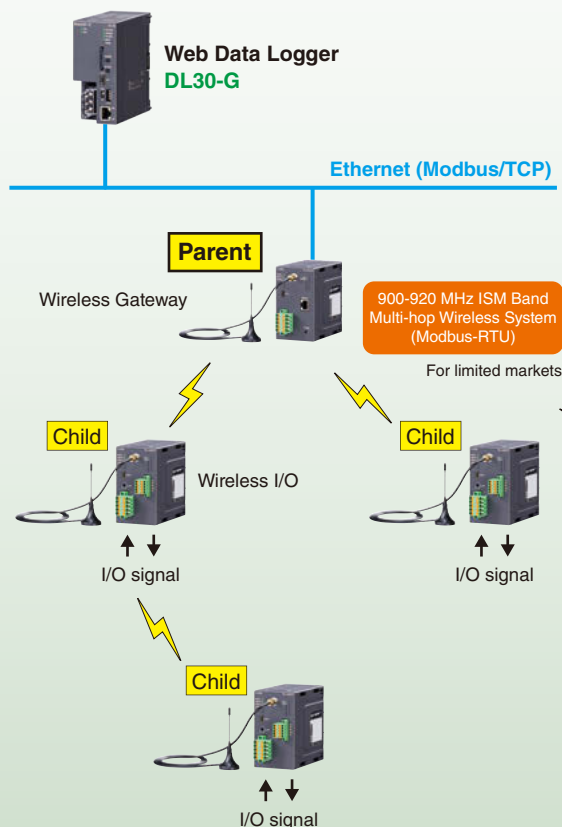 Web Data Logger
DL30-G
Ethernet (Modbus/TCP)
Parent
Wireless Gateway
900-920 MHz ISM Band
Multi-hop Wireless System
(Modbus-RTU)
For limited markets
Child
Child
Wireless I/O
I/O signal
I/O signal
Child
I/O signal